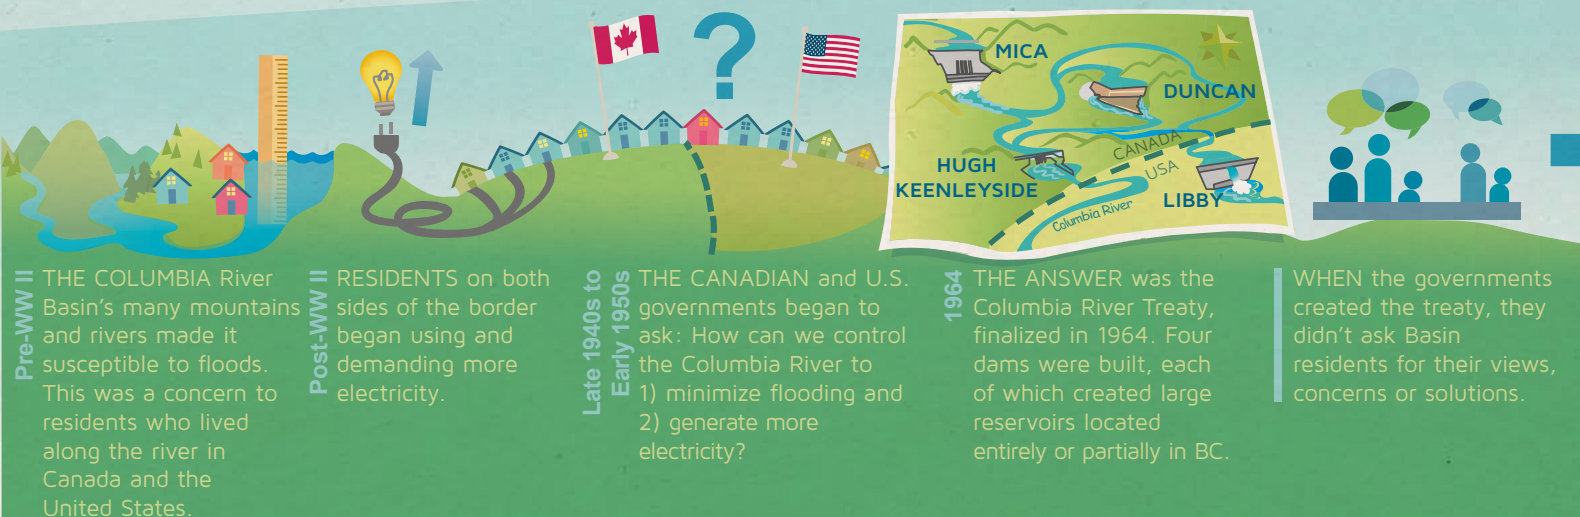 MICA
DUNCAN
HUGH
KEENLEYSIDE
CANADA
USA
LIBBY
Columbia River
Pre-WW II
THE COLUMBIA River
Basin’s many mountains
and rivers made it
susceptible to floods.
This was a concern to
residents who lived
along the river in
Canada and the
United States.
Post-WW II
RESIDENTS on both
sides of the border
began using and
demanding more
electricity.
Late 1940s to
Early 1950s
THE CANADIAN and U.S.
governments began to
ask: How can we control
the Columbia River to
1) minimize flooding and
2) generate more
electricity?
1964
THE ANSWER was the
Columbia River Treaty,
finalized in 1964. Four
dams were built, each
of which created large
reservoirs located
entirely or partially in BC.
WHEN the governments
created the treaty, they
didn’t ask Basin
residents for their views,
concerns or solutions.
?